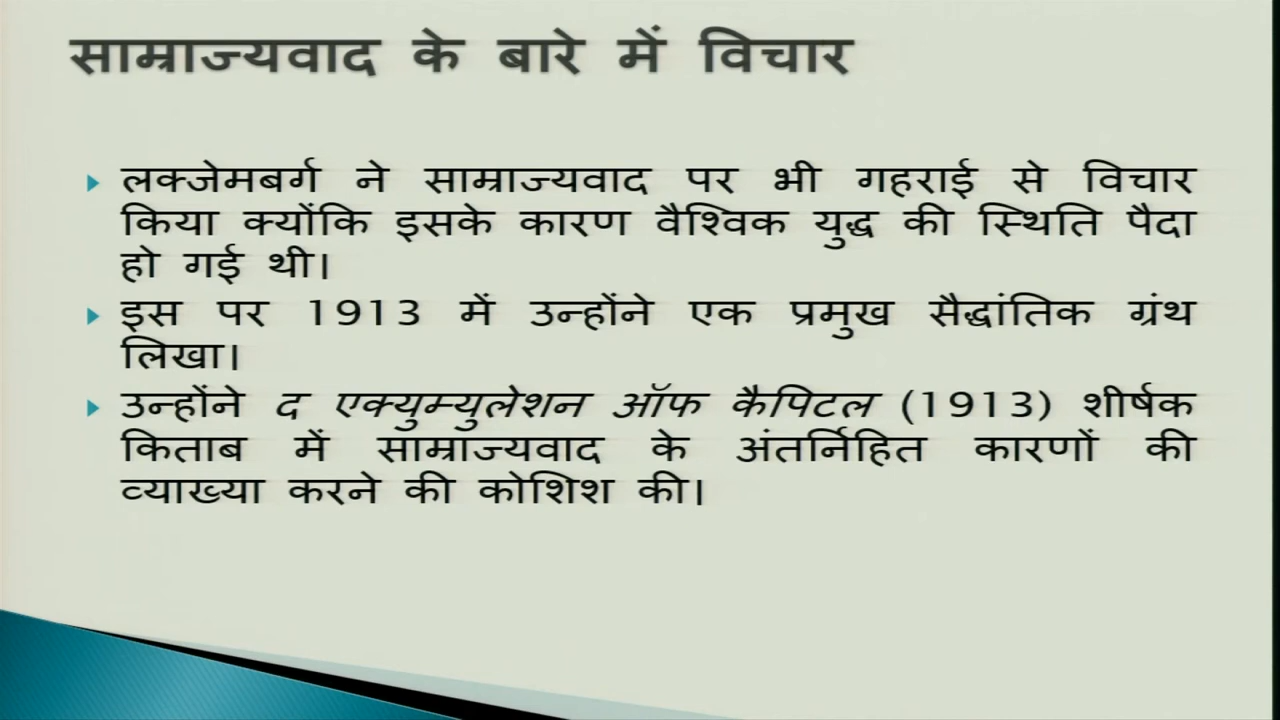 साम्राज्यवाद के बारे में विचार
लक्जेमबर्ग ने साम्राज्यवाद पर भी गहराई से विचार
किया क्योंकि इसके कारण वैश्विक युद्ध की स्थिति पैदा
हो गई थी।
इस पर 1913 में उन्होंने एक प्रमुख सैद्धांतिक ग्रंथ
लिखा।
उन्होंने द एक्युम्युलेशन ऑफ कैपिटल (1913) शीर्षक
किताब में साम्राज्यवाद के अंतर्निहित कारणों की
व्याख्या करने की कोशिश की।